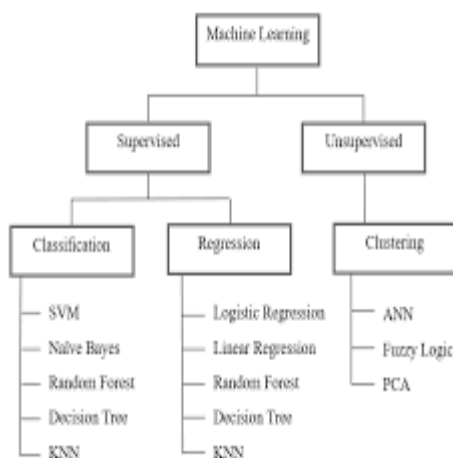 Machine Learning
Supervised
Unsupervised
Classification
Regression
Clustering
SVM
Naïve Bayes
Random Forest
Decision Tree
KNN
Logistic Regression
Linear Regression
Random Forest
Decision Tree
KNN
ANN
Fuzzy Logic
PCA